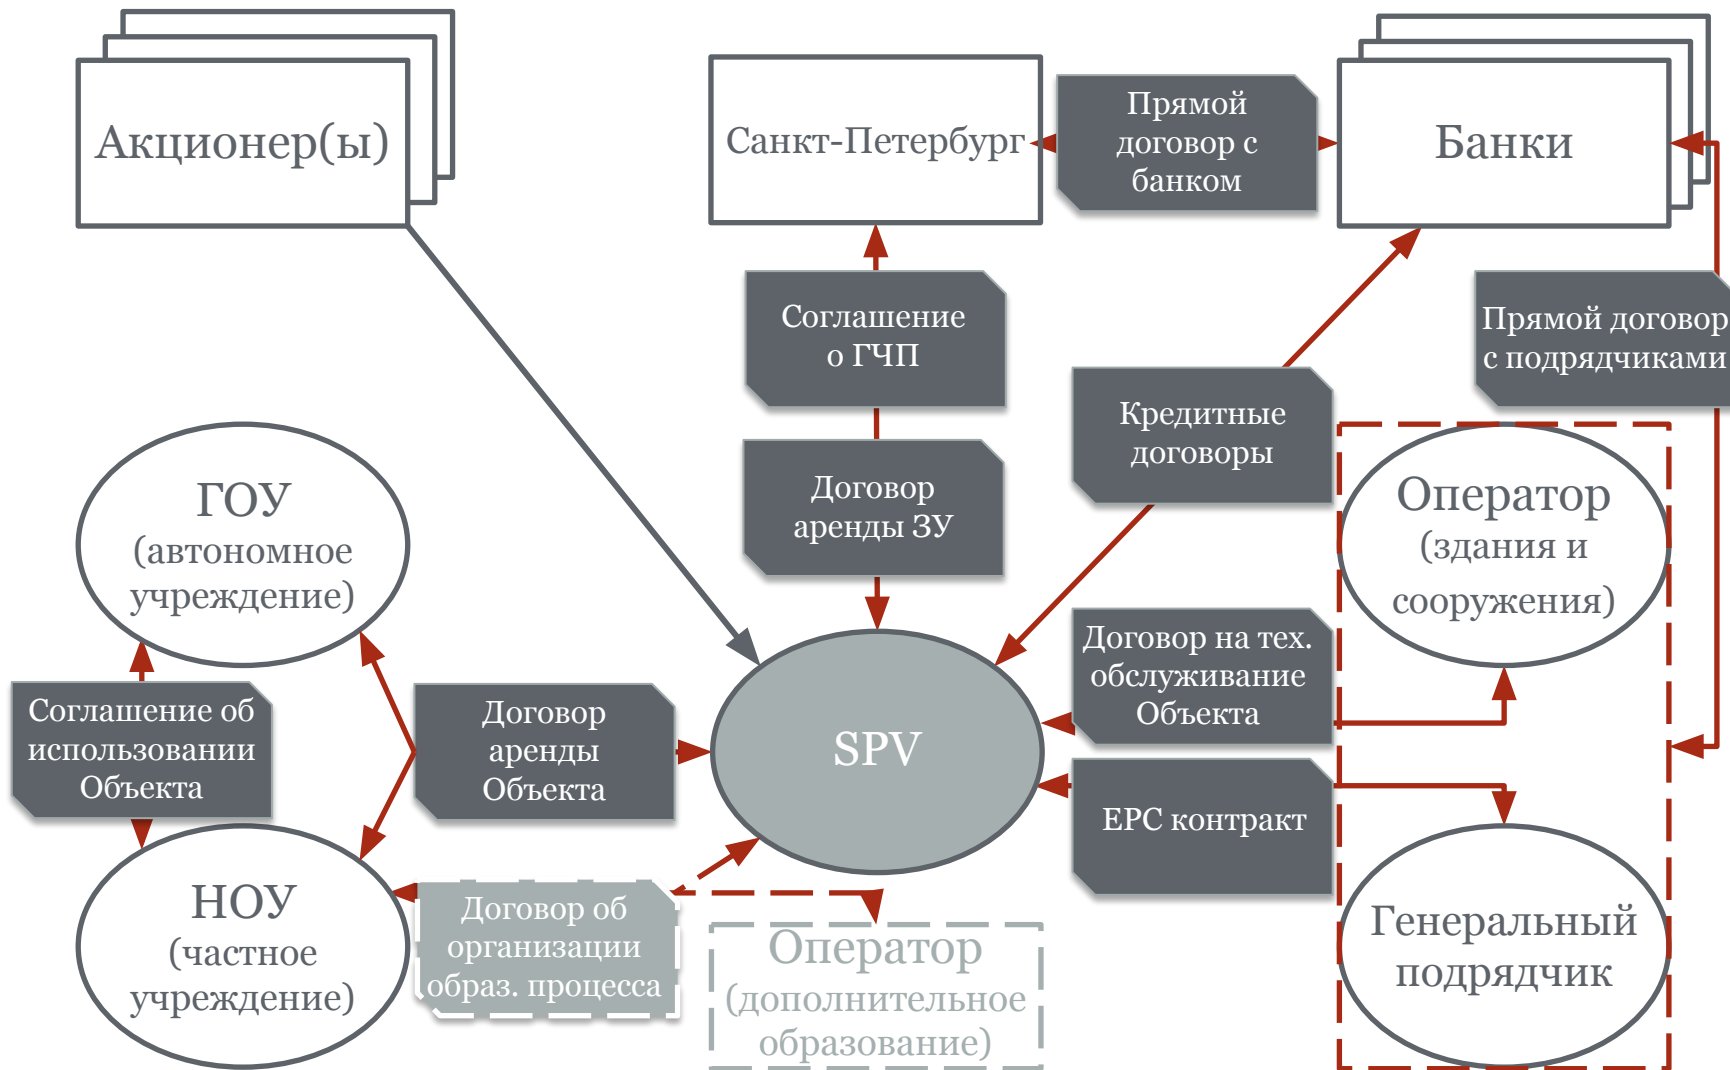 Акционер(ы)
Санкт-Петербург
Прямой
договор с
банком
Банки
Соглашение
о ГЧП
Прямой договор
с подрядчиками
Кредитные
договоры
Договор
аренды ЗУ
ГОУ
(автономное
учреждение)
Оператор
(здания и
сооружения)
Соглашение об
использовании
Объекта
Договор
аренды
Объекта
SPV
Договор на тех.
обслуживание
Объекта
EPC контракт
НОУ
(частное
учреждение)
Договор об
организации
образ. процесса
Оператор
(дополнительное
образование)
Генеральный
подрядчик